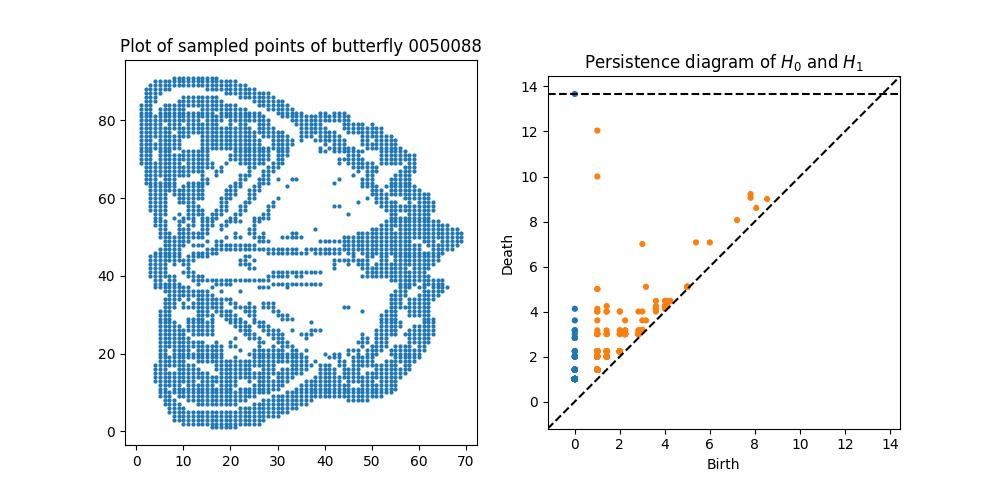 Plot of sampled points of butterfly 0050088
80
60
40
20
0
0 10 20 30 40 50 60 70
Persistence diagram of $H_0$ and $H_1$
14
12
10
8
6
4
2
0
Death
0 2 4 6 8 10 12 14
Birth